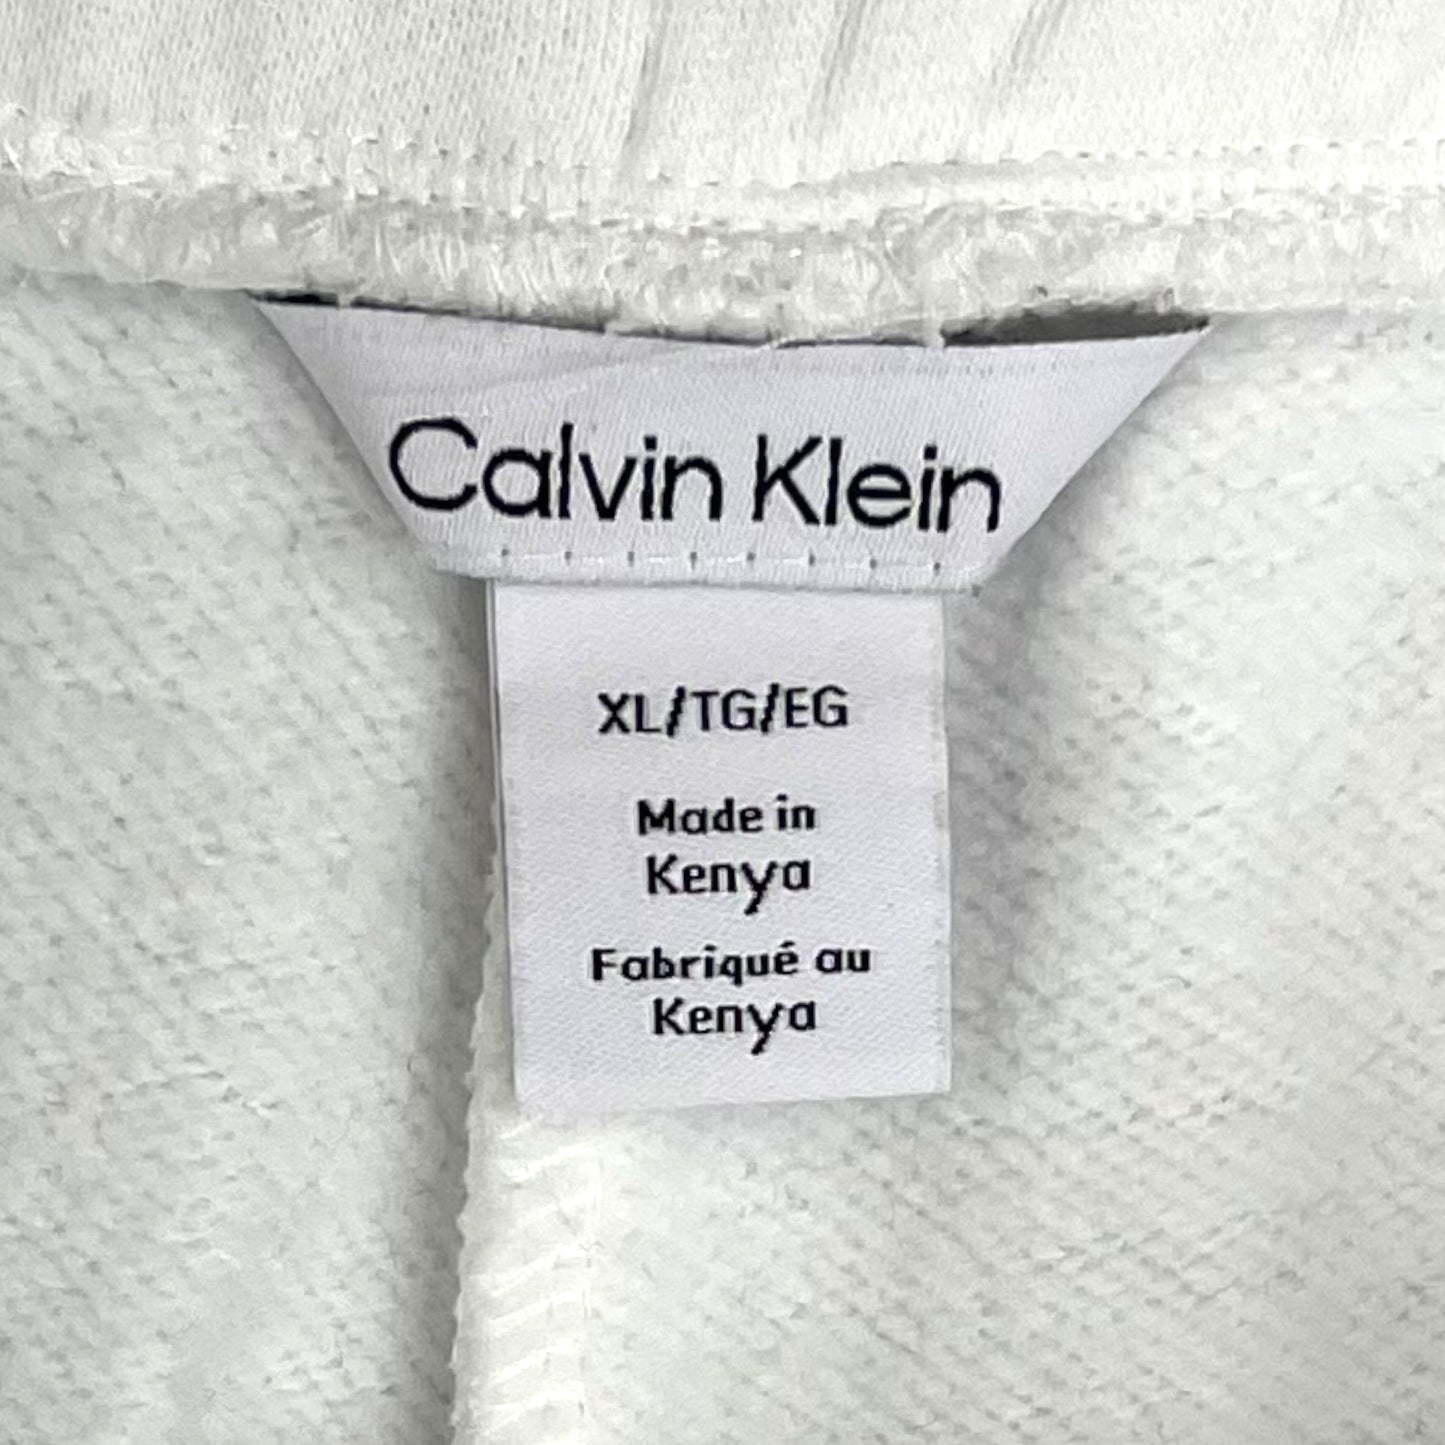 Calvin Klein
XL/TG/EG
Made in
Kenya
Fabriqué au
Kenya